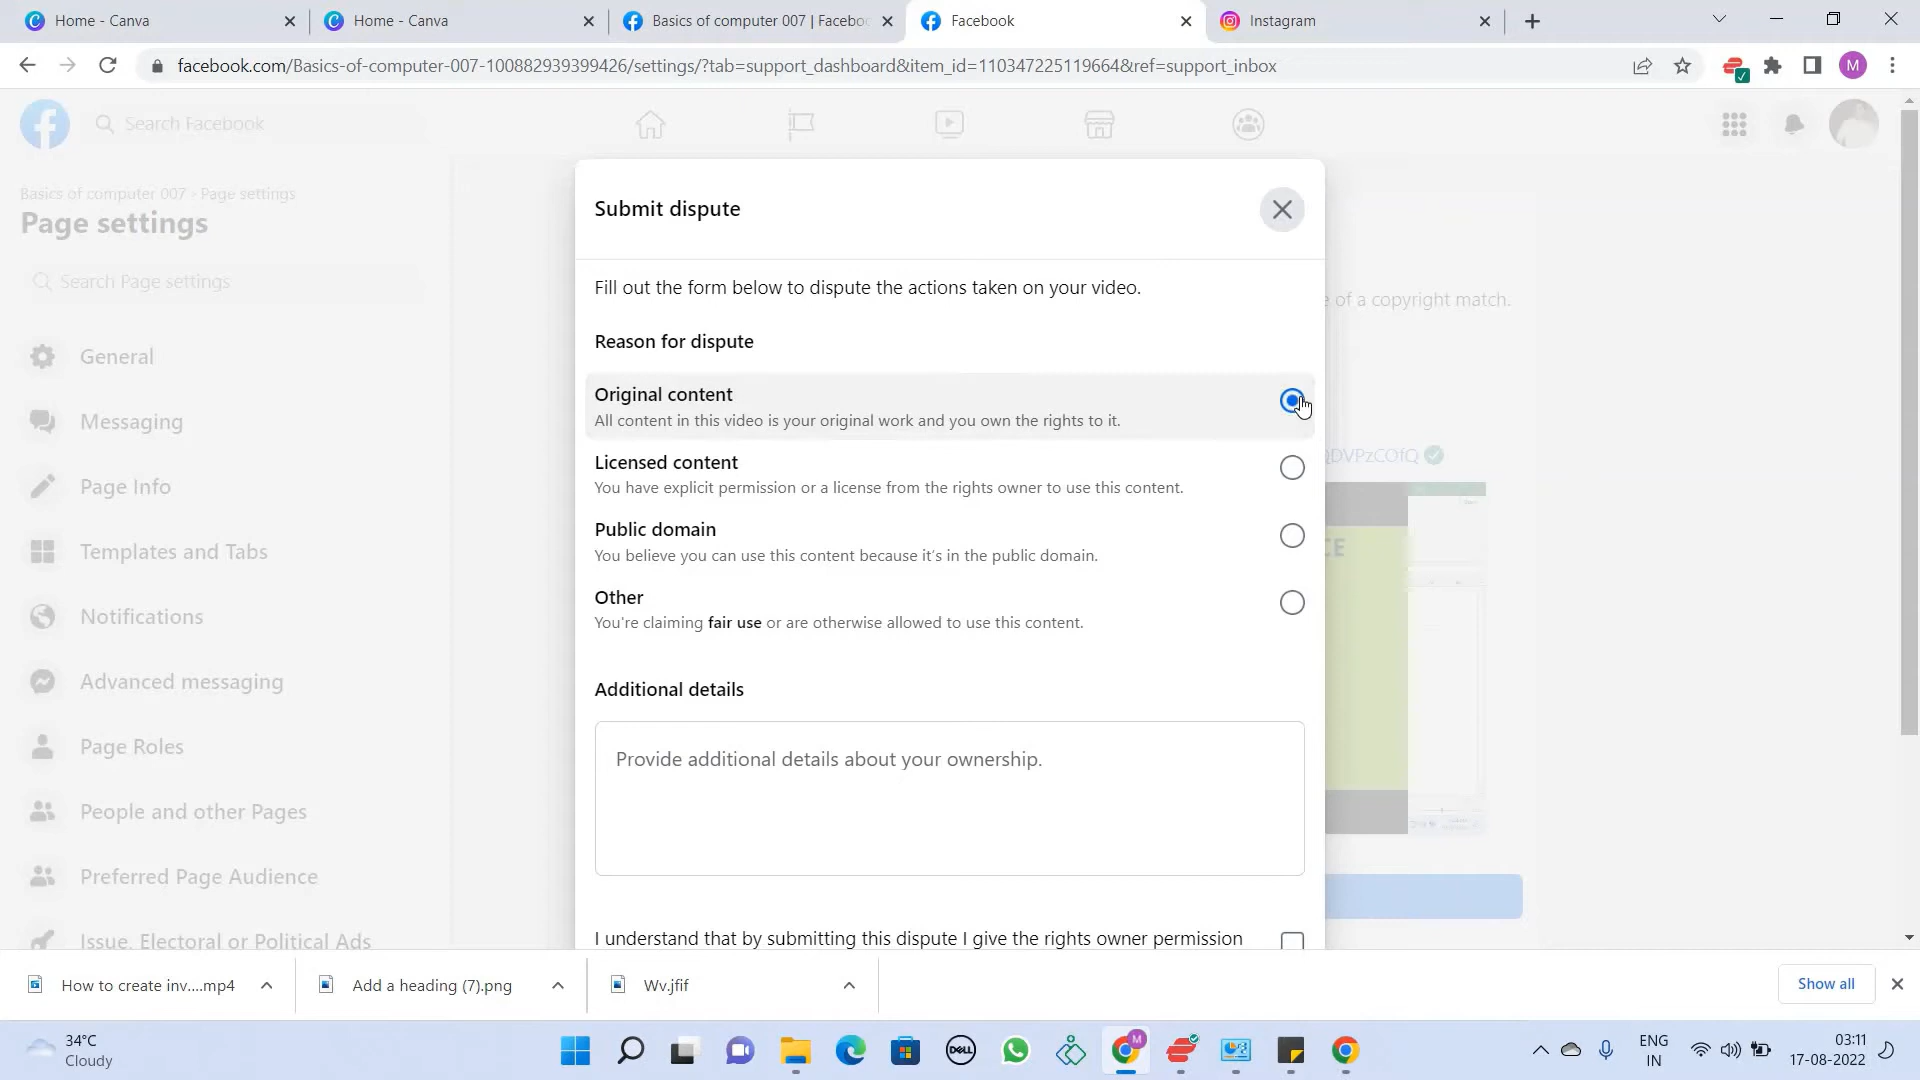 Home - Canva
Home - Canva
Basics of computer 007 | Faceboo
Facebook
Instagram
facebook.com/Basics-of-computer-007-100882939399426/settings/?tab=support_dashboard&item_id=110347225119664&ref=support_inbox
M
Search Facebook
Basics of computer 007 - Page settings
Page settings
Search Page settings
General
Messaging
Page Info
Templates and Tabs
Notifications
Advanced messaging
Page Roles
People and other Pages
Preferred Page Audience
Issue, Electoral or Political Ads
Submit dispute
Fill out the form below to dispute the actions taken on your video.
Reason for dispute
Original content
All content in this video is your original work and you own the rights to it.
Licensed content
You have explicit permission or a license from the rights owner to use this content.
Public domain
You believe you can use this content because it's in the public domain.
Other
You're claiming fair use or are otherwise allowed to use this content.
Additional details
Provide additional details about your ownership.
I understand that by submitting this dispute I give the rights owner permission
of a copyright match.
QDVPzCOfQ
CE
How to create inv....mp4
Add a heading (7).png
Wv.jfif
Show all
34°C
Cloudy
DELL
M
ENG
IN
03:11
17-08-2022